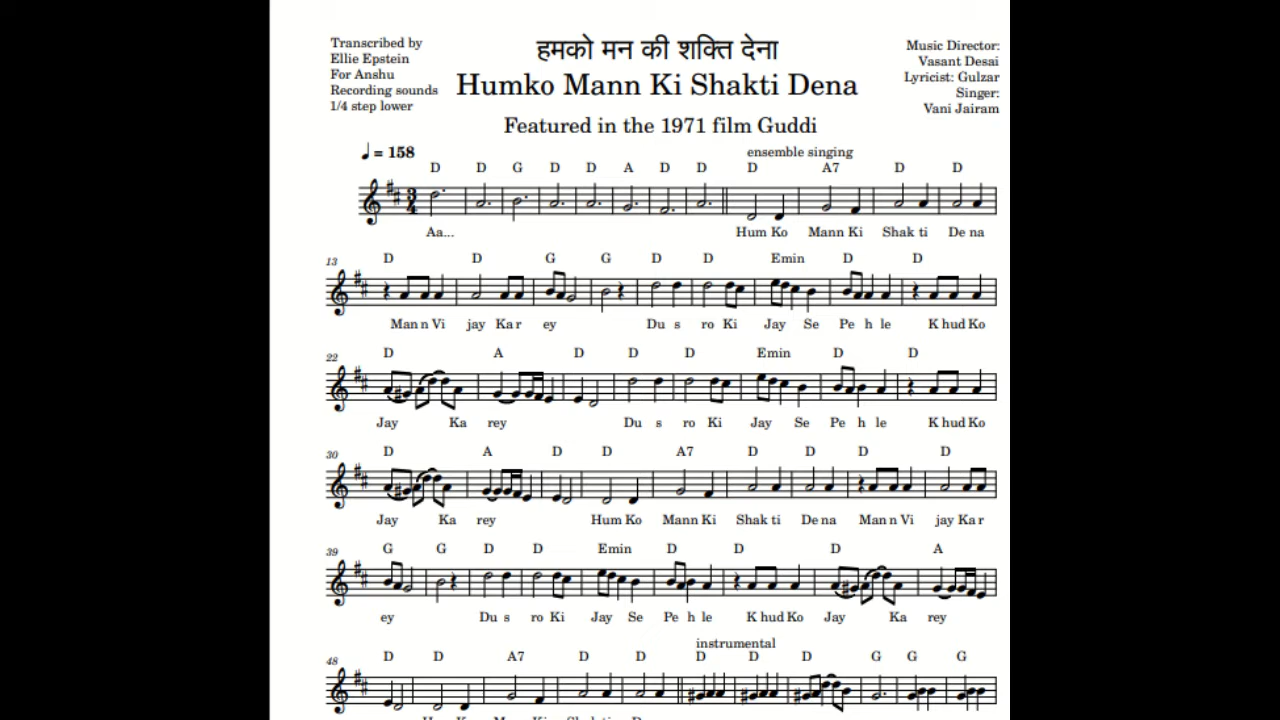 Transcribed by
Ellie Epstein
For Anshu
Recording sounds
1/4 step lower
हमको मन की शक्ति देना
Humko Mann Ki Shakti Dena
Featured in the 1971 film Guddi
Music Director:
Vasant Desai
Lyricist: Gulzar
Singer:
Vani Jairam
= 158
ensemble singing
D D G D D A D D D A7 D D
3
4
Aa... Hum Ko Mann Ki Shak ti De na
13
D D G G D D Emin D D
Man n Vi jay Ka r ey Du s ro Ki Jay Se Pe h le K hud Ko
22
D A D D D Emin D D
Jay Ka rey Du s ro Ki Jay Se Pe h le K hud Ko
30
D A D D A7 D D D D
Jay Ka rey Hum Ko Mann Ki Shak ti De na Man n Vi jay Ka r
39
G G D D Emin D D D A
ey Du s ro Ki Jay Se Pe h le K hud Ko Jay Ka rey
instrumental
48
D D A7 D D D D D G G G